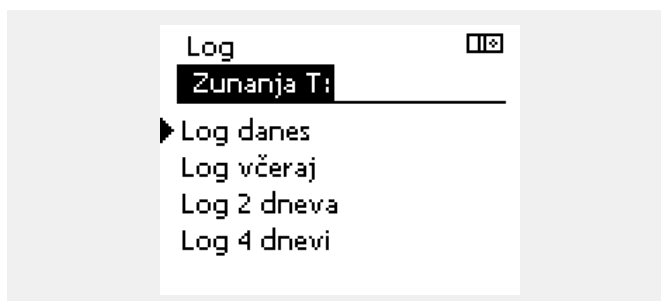 Log
Zunanja T:
Log danes
Log včeraj
Log 2 dneva
Log 4 dnevi